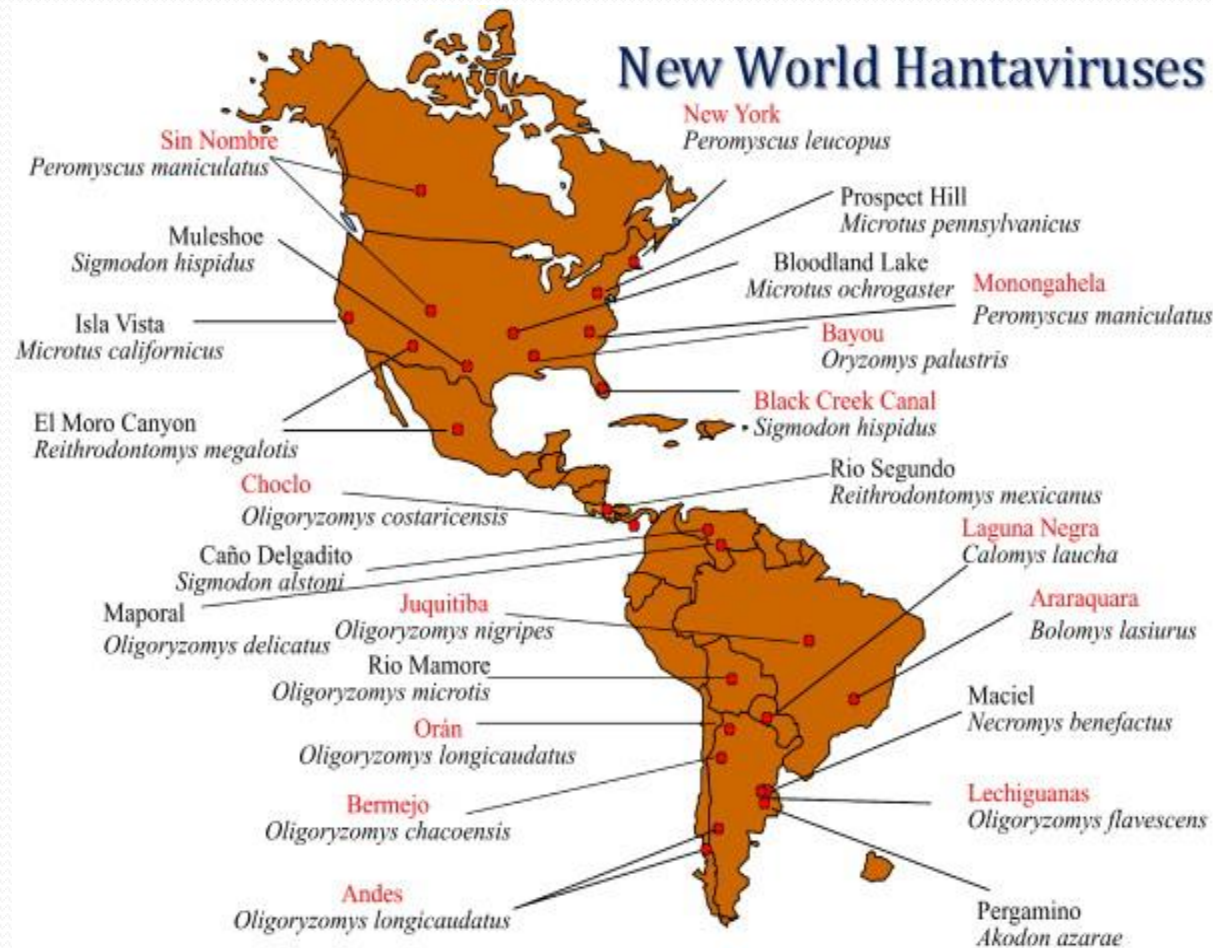 New World Hantaviruses
New York
Peromyscus leucopus
Sin Nombre
Peromyscus maniculatus
Prospect Hill
Microtus pennsylvanicus
Muleshoe
Sigmodon hispidus
Bloodland Lake
Microtus ochrogaster
Monongahela
Peromyscus maniculatus
Isla Vista
Microtus californicus
Bayou
Oryzomys palustris
Black Creek Canal
Sigmodon hispidus
El Moro Canyon
Reithrodontomys megalotis
Rio Segundo
Reithrodontomys mexicanus
Choclo
Oligoryzomys costaricensis
Laguna Negra
Calomys laucha
Caño Delgadito
Sigmodon alstoni
Maporal
Oligoryzomys delicatus
Juquitiba
Oligoryzomys nigripes
Araraquara
Bolomys lasiurus
Rio Mamore
Oligoryzomys microtis
Maciel
Necromys benefactus
Orán
Oligoryzomys longicaudatus
Bermejo
Oligoryzomys chacoensis
Lechiguanas
Oligoryzomys flavescens
Andes
Oligoryzomys longicaudatus
Pergamino
Akodon azarae